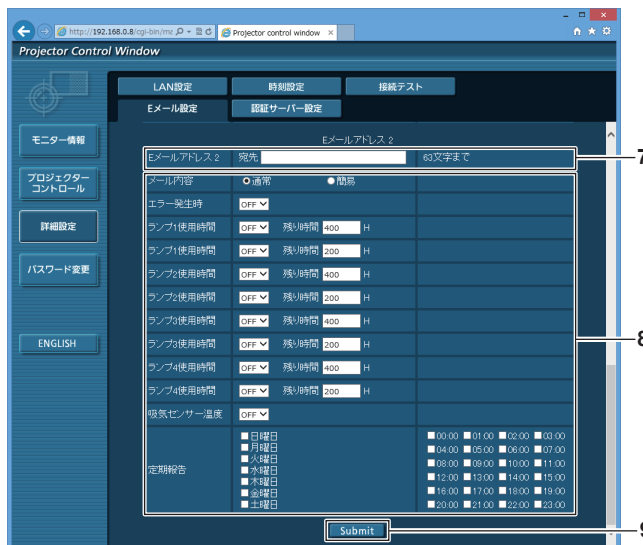 http://192.168.0.8/cgi-bin/ma
Projector control window
Projector Control Window
LAN設定 時刻設定 接続テスト
Eメール設定 認証サーバー設定
モニター情報
プロジェクター
コントロール
詳細設定
パスワード変更
ENGLISH
Eメールアドレス 2
Eメールアドレス 2 宛先 63文字まで
7
メール内容 通常 簡易
エラー発生時 OFF
ランプ1使用時間 OFF 残り時間 400 H
ランプ1使用時間 OFF 残り時間 200 H
ランプ2使用時間 OFF 残り時間 400 H
ランプ2使用時間 OFF 残り時間 200 H
ランプ3使用時間 OFF 残り時間 400 H
ランプ3使用時間 OFF 残り時間 200 H
8
ランプ4使用時間 OFF 残り時間 400 H
ランプ4使用時間 OFF 残り時間 200 H
吸気センサー温度 OFF
定期報告
日曜日
月曜日
火曜日
水曜日
木曜日
金曜日
土曜日
00:00 01:00 02:00 03:00
04:00 05:00 06:00 07:00
08:00 09:00 10:00 11:00
12:00 13:00 14:00 15:00
16:00 17:00 18:00 19:00
20:00 21:00 22:00 23:00
Submit
9